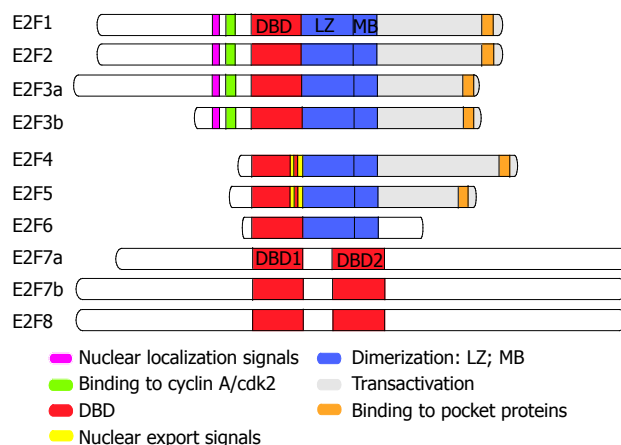 E2F1 DBD LZ MB
E2F2
E2F3a
E2F3b
E2F4
E2F5
E2F6
E2F7a DBD1 DBD2
E2F7b
E2F8
Nuclear localization signals
Binding to cyclin A/cdk2
DBD
Nuclear export signals
Dimerization: LZ; MB
Transactivation
Binding to pocket proteins